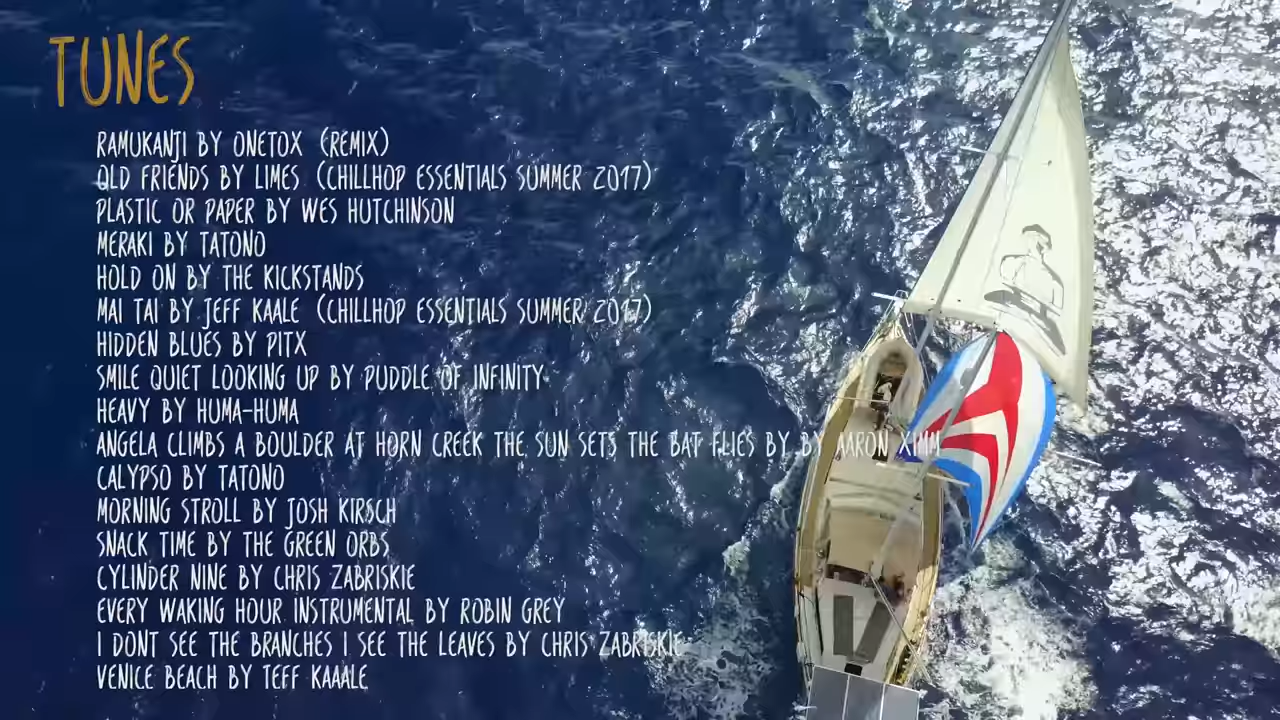 TUNES
RAMUKANJI BY ONETOX (REMIX)
OLD FRIENDS BY LIMES (CHILLHOP ESSENTIALS SUMMER 2017)
PLASTIC OR PAPER BY WES HUTCHINSON
MERAKI BY TATONO
HOLD ON BY THE KICKSTANDS
MAI TAI BY JEFF KAALE (CHILLHOP ESSENTIALS SUMMER 2017)
HIDDEN BLUES BY PITX
SMILE QUIET LOOKING UP BY PUDDLE OF INFINITY
HEAVY BY HUMA-HUMA
ANGELA CLIMBS A BOULDER AT HORN CREEK THE SUN SETS THE BAT FLIES BY BY AARON XIMM
CALYPSO BY TATONO
MORNING STROLL BY JOSH KIRSCH
SNACK TIME BY THE GREEN ORBS
CYLINDER NINE BY CHRIS ZABRISKIE
EVERY WAKING HOUR INSTRUMENTAL BY ROBIN GREY
I DONT SEE THE BRANCHES I SEE THE LEAVES BY CHRIS ZABRISKIE
VENICE BEACH BY TEFF KAAALE